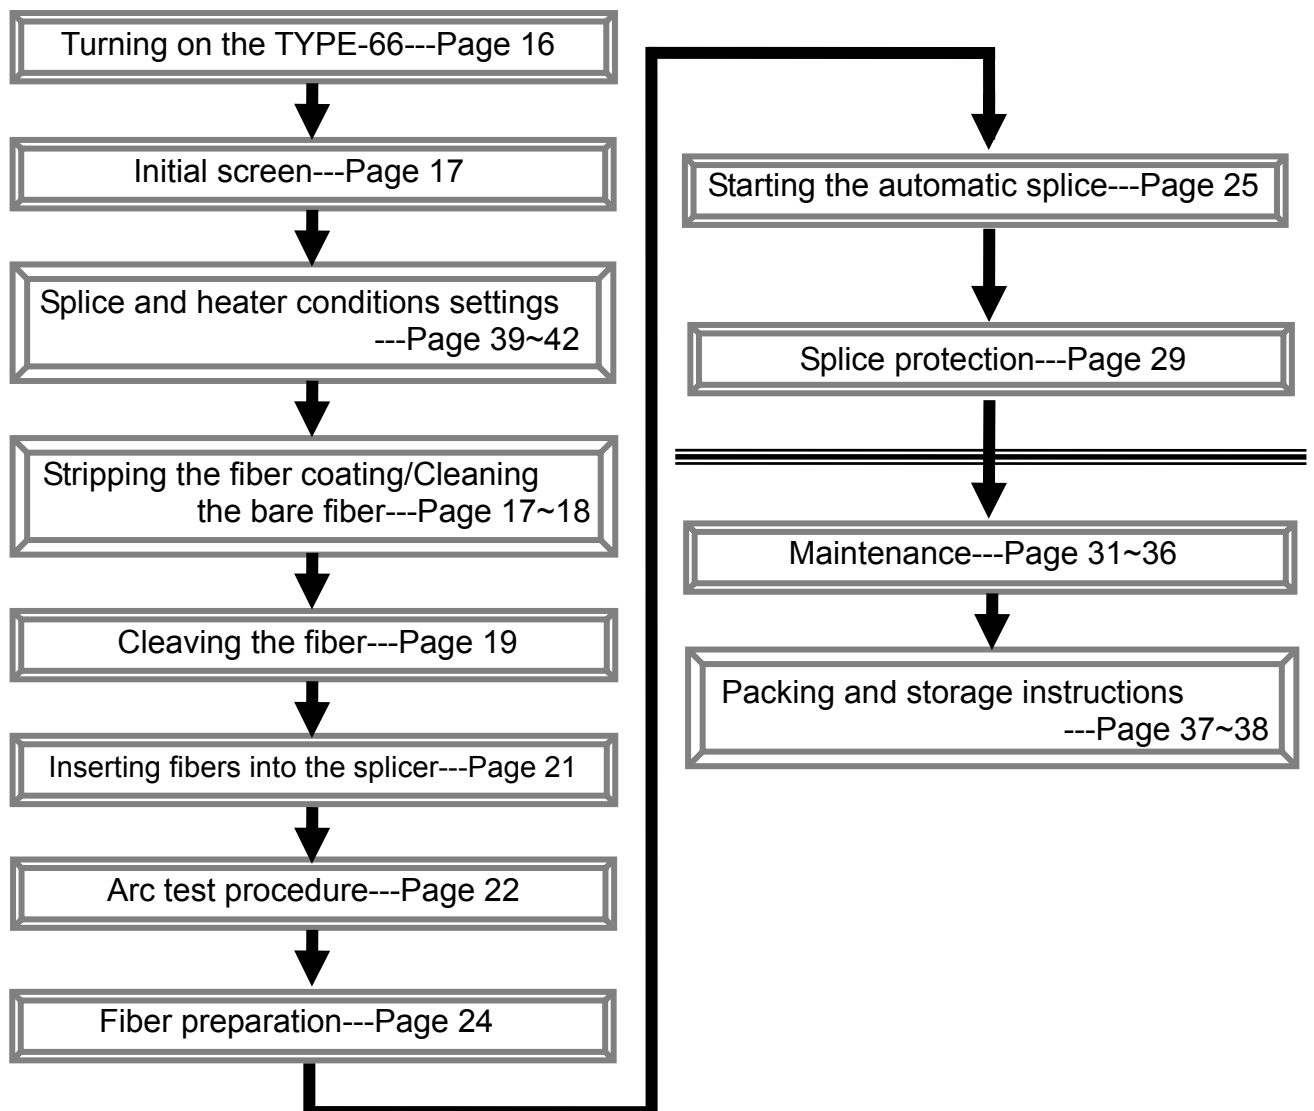 Turning on the TYPE-66---Page 16
Initial screen---Page 17
Splice and heater conditions settings
---Page 39~42
Stripping the fiber coating/Cleaning
the bare fiber---Page 17~18
Cleaving the fiber---Page 19
Inserting fibers into the splicer---Page 21
Arc test procedure---Page 22
Fiber preparation---Page 24
Starting the automatic splice---Page 25
Splice protection---Page 29
Maintenance---Page 31~36
Packing and storage instructions
---Page 37~38